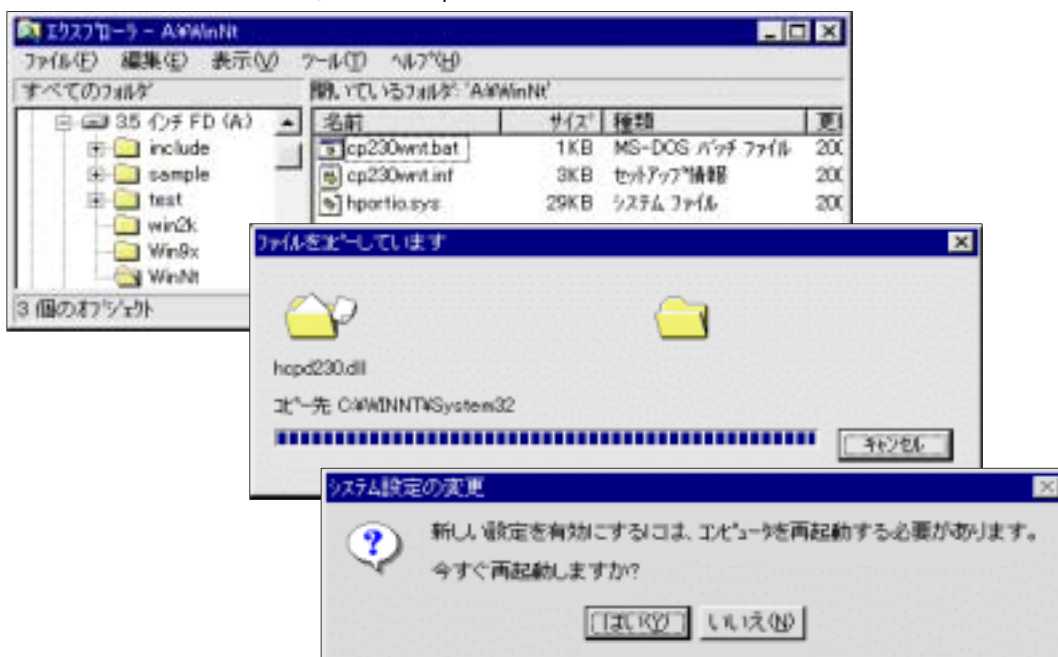 エクスプローラ - A:¥WinNt
ファイル(F) 編集(E) 表示(V) ツール(T) ヘルプ(H)
すべてのフォルダ 開いているフォルダ: 'A:¥WinNt'
3.5 インチ FD (A:)
include
sample
test
win2k
Win9x
WinNt
名前 サイズ 種類
cp230wnt.bat 1KB MS-DOS バッチ ファイル 200
cp230wnt.inf 3KB セットアップ情報 200
hportio.sys 29KB システム ファイル 200
3 個のオブジェクト
ファイルをコピーしています
hcpd230.dll
コピー先 C:¥WINNT¥System32
キャンセル
システム設定の変更
新しい設定を有効にするには、コンピュータを再起動する必要があります。
今すぐ再起動しますか?
はい(Y) いいえ(N)